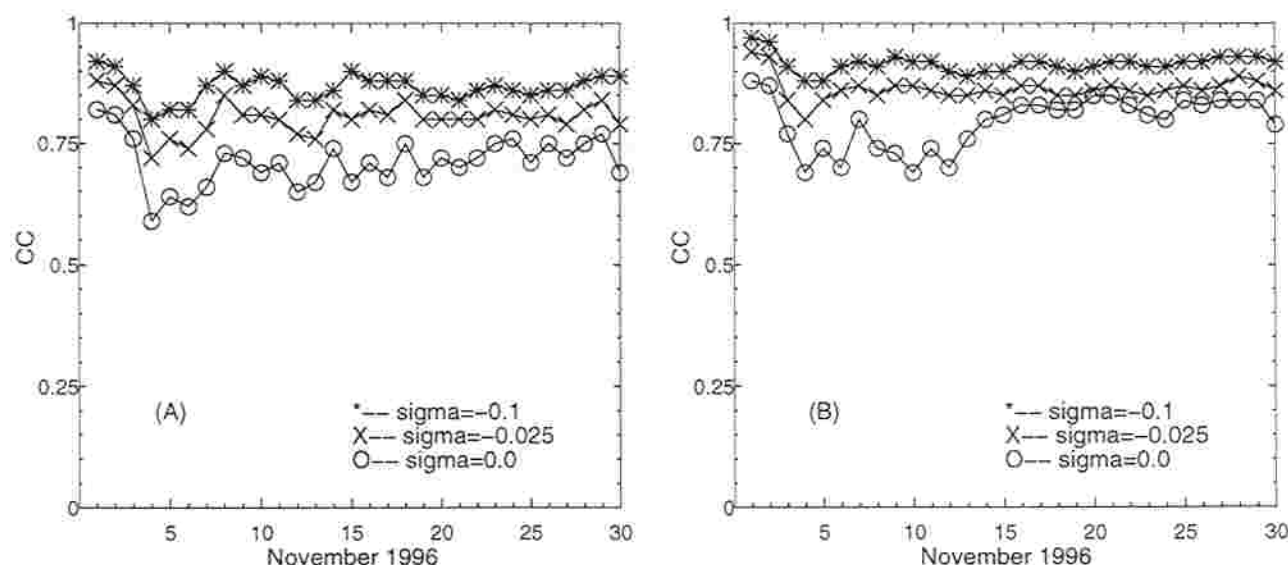 1
0.75
CC
0.5
0.25
(A)
*−− sigma=−0.1
X−− sigma=−0.025
O−− sigma=0.0
0
5 10 15 20 25 30
November 1996
1
0.75
CC
0.5
0.25
(B)
*−− sigma=−0.1
X−− sigma=−0.025
O−− sigma=0.0
0
5 10 15 20 25 30
November 1996